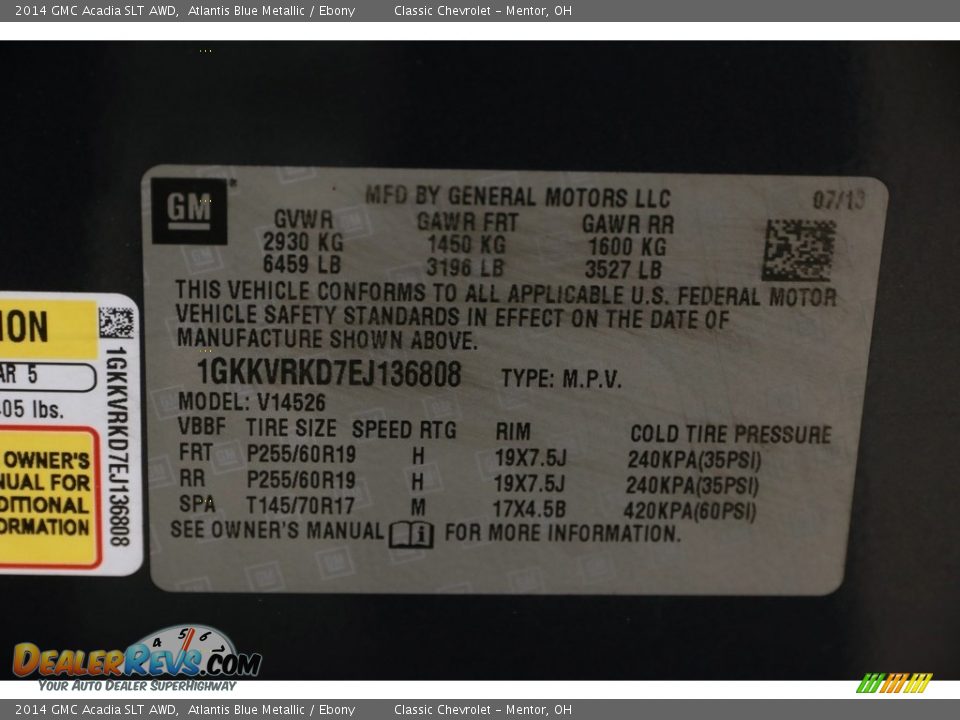 2014 GMC Acadia SLT AWD, Atlantis Blue Metallic / Ebony Classic Chevrolet - Mentor, OH
GM
MFD BY GENERAL MOTORS LLC 07/13
GVWR GAWR FRT GAWR RR
2930 KG 1450 KG 1600 KG
6459 LB 3196 LB 3527 LB
THIS VEHICLE CONFORMS TO ALL APPLICABLE U.S. FEDERAL MOTOR
VEHICLE SAFETY STANDARDS IN EFFECT ON THE DATE OF
MANUFACTURE SHOWN ABOVE.
1GKKVRKD7EJ136808 TYPE: M.P.V.
MODEL: V14526
VBBF TIRE SIZE SPEED RTG RIM COLD TIRE PRESSURE
FRT P255/60R19 H 19X7.5J 240KPA(35PSI)
RR P255/60R19 H 19X7.5J 240KPA(35PSI)
SPA T145/70R17 M 17X4.5B 420KPA(60PSI)
SEE OWNER'S MANUAL i FOR MORE INFORMATION.
ION
AR 5
05 lbs.
OWNER'S
NUAL FOR
DITIONAL
ORMATION
1GKKVRKD7EJ136808
4 5 6
DEALERREVS.COM
YOUR AUTO DEALER SUPERHIGHWAY
2014 GMC Acadia SLT AWD, Atlantis Blue Metallic / Ebony Classic Chevrolet - Mentor, OH